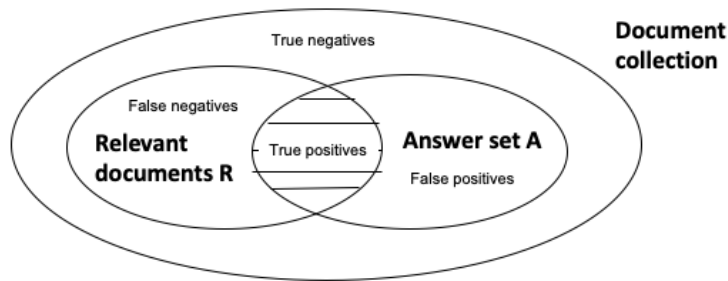 Document
collection
True negatives
False negatives
Relevant
documents R
True positives
Answer set A
False positives